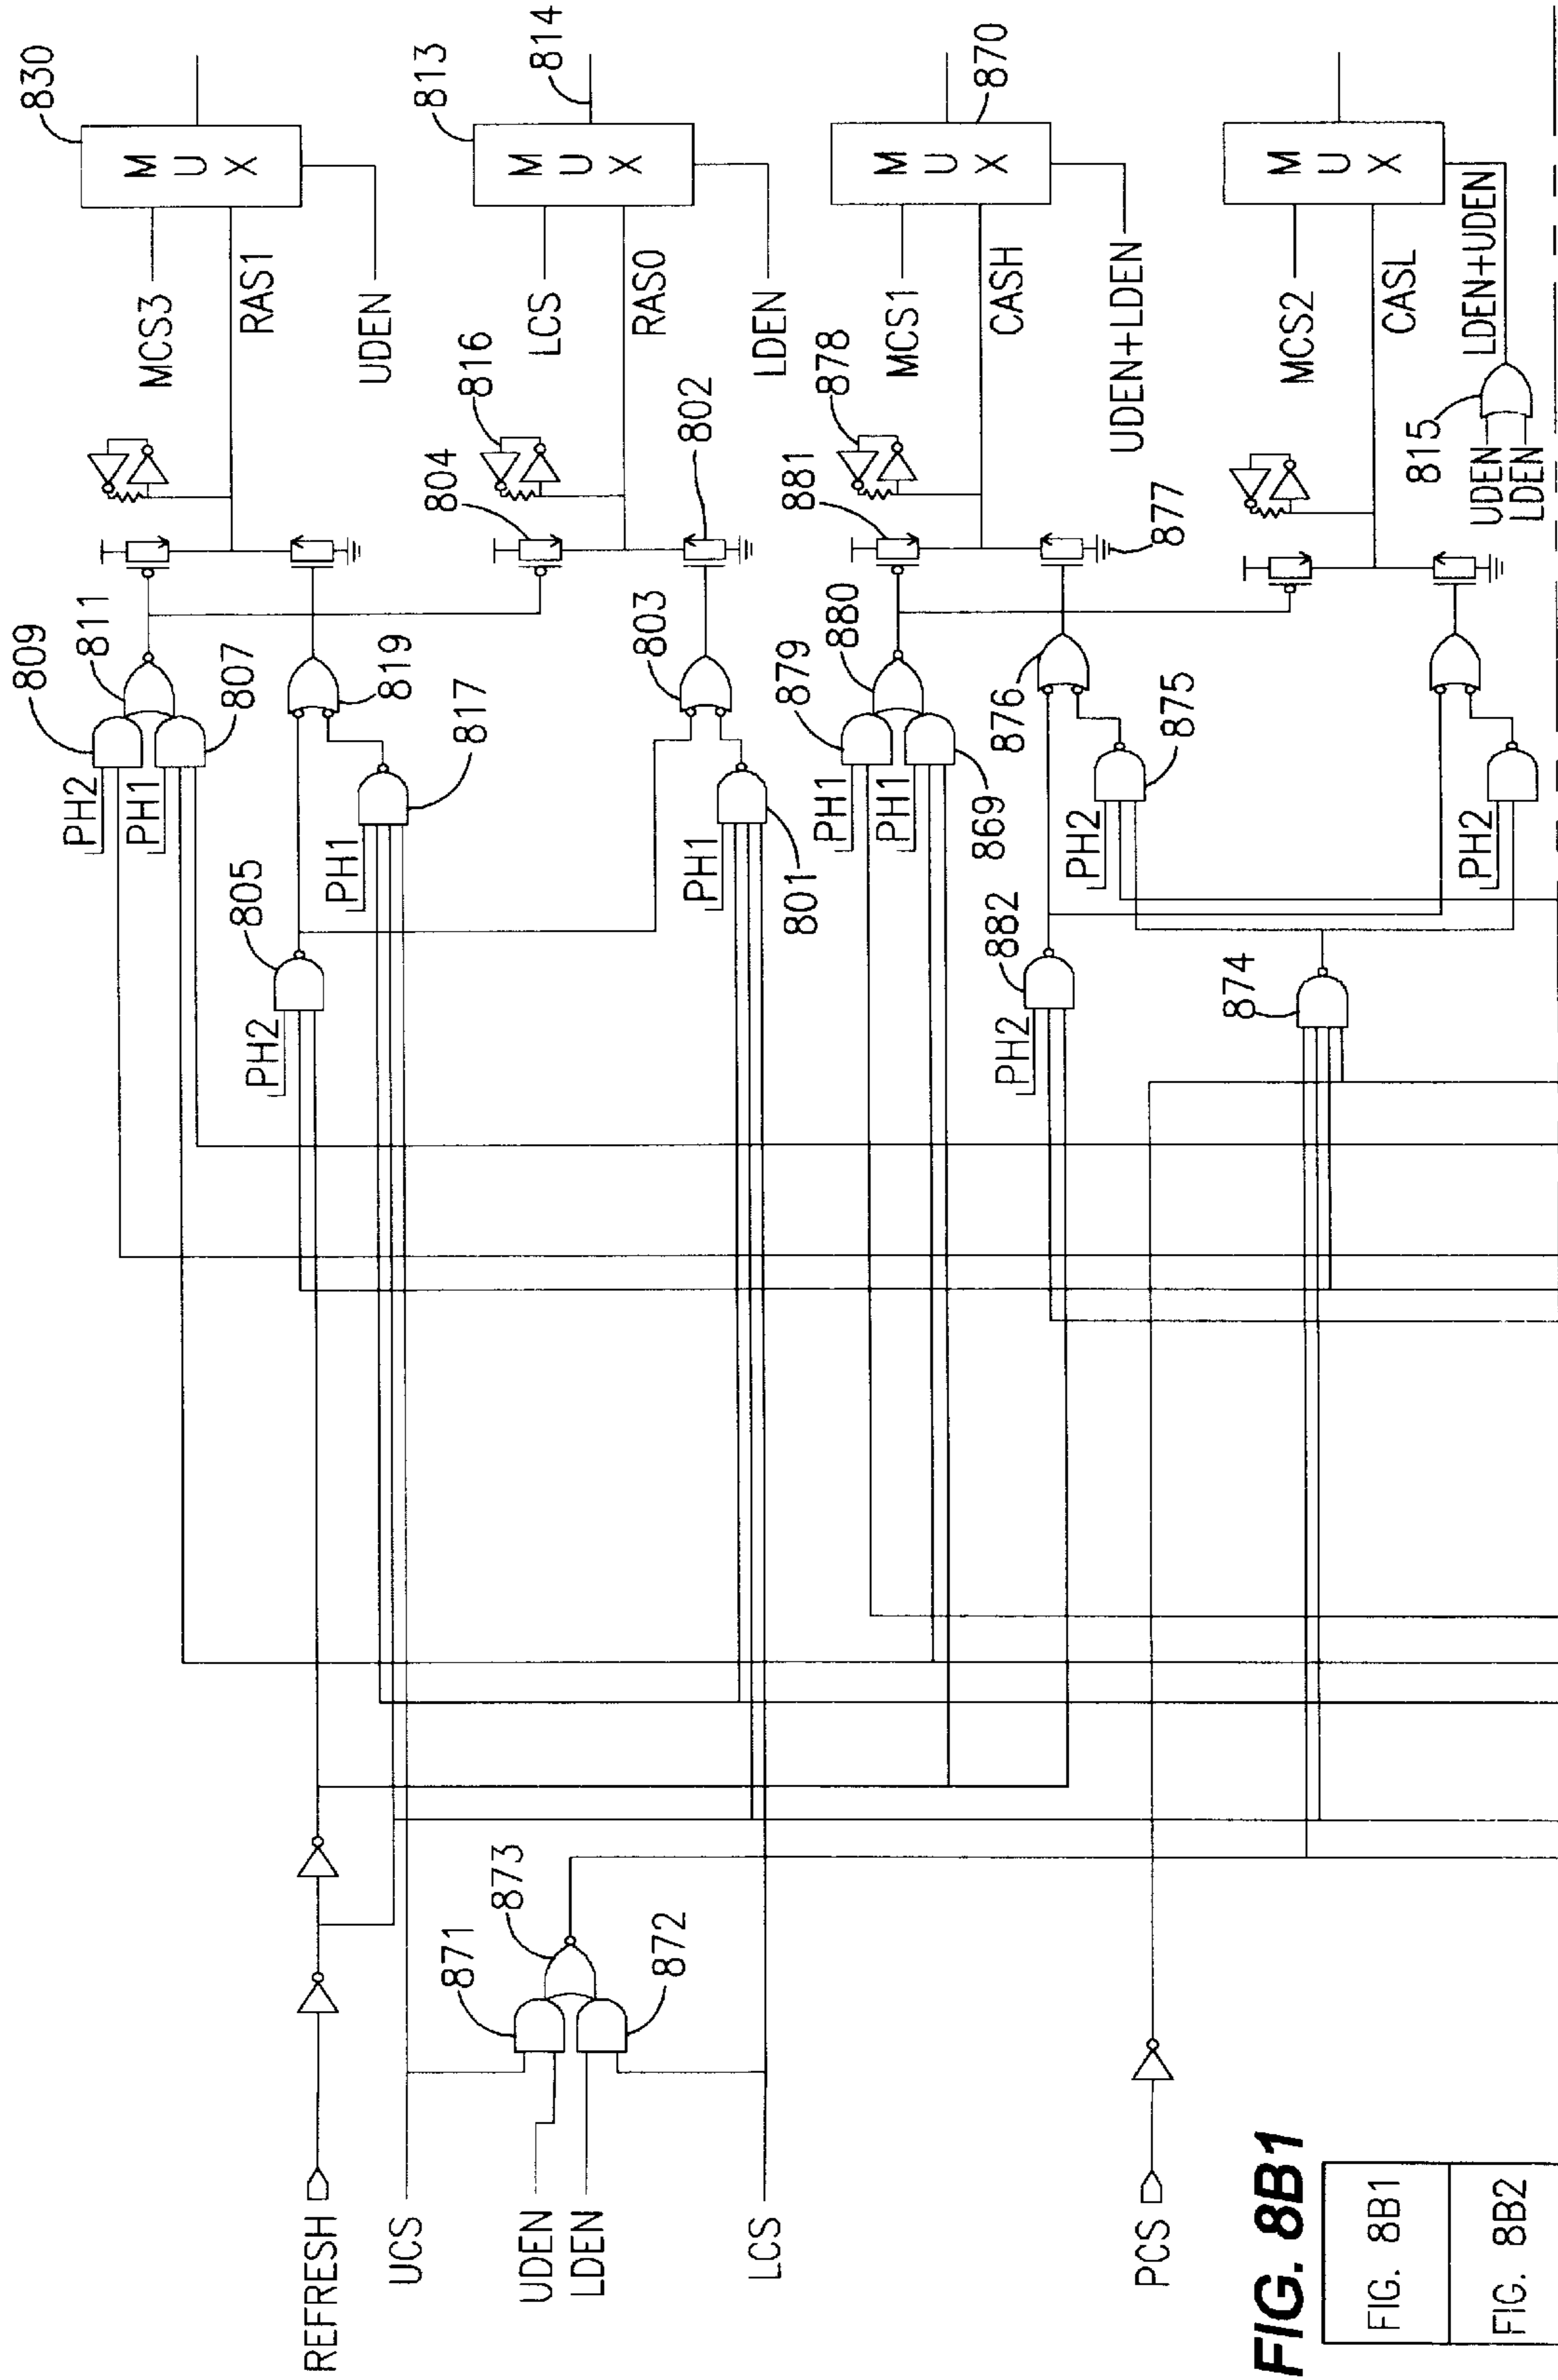 830
MCS3
RAS1
UDEN
809
811
807
PH2
PH1
819
805
PH2
817
PH1
MUX
813
814
LCS
RAS0
LDEN
816
804
802
803
PH1
801
MUX
870
MCS1
CASH
UDEN+LDEN
878
881
877
879
880
PH1
PH1
869
876
875
PH2
882
PH2
MUX
MCS2
CASL
LDEN+UDEN
815
UDEN
LDEN
PH2
874
MUX
REFRESH
UCS
871
873
872
UDEN
LDEN
LCS
PCS
FIG. 8B1
FIG. 8B1
FIG. 8B2